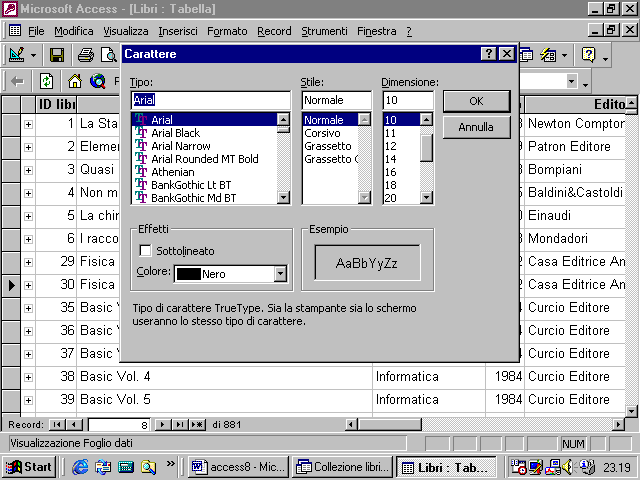 Microsoft Access - [Libri : Tabella]
File Modifica Visualizza Inserisci Formato Record Strumenti Finestra ?
Carattere
Tipo: Stile: Dimensione:
Arial Normale 10 OK
Annulla
Arial Normale 10
Arial Black Corsivo 11
Arial Narrow Grassetto 12
Arial Rounded MT Bold Grassetto C 14
Athenian 16
BankGothic Lt BT 18
BankGothic Md BT 20
Effetti Esempio
Sottolineato
Colore: Nero AaBbYyZz
Tipo di carattere TrueType. Sia la stampante sia lo schermo
useranno lo stesso tipo di carattere.
ID libr Edito
1 La Sta Newton Compton
2 Elemer Patron Editore
3 Quasi Bompiani
4 Non m Baldini&Castoldi
5 La chir Einaudi
6 I racco Mondadori
29 Fisica Casa Editrice An
30 Fisica Casa Editrice An
35 Basic V Curcio Editore
36 Basic V Curcio Editore
37 Basic V Curcio Editore
38 Basic Vol. 4 Informatica 1984 Curcio Editore
39 Basic Vol. 5 Informatica 1984 Curcio Editore
Record: 8 di 881
Visualizzazione Foglio dati NUM
Start » access8 - Mic... Collezione libri... Libri : Tab... 23.19